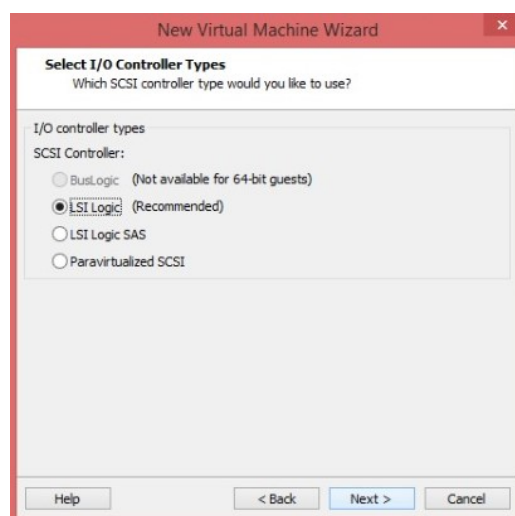 New Virtual Machine Wizard
Select I/O Controller Types
Which SCSI controller type would you like to use?
I/O controller types
SCSI Controller:
BusLogic (Not available for 64-bit guests)
LSI Logic (Recommended)
LSI Logic SAS
Paravirtualized SCSI
Help < Back Next > Cancel